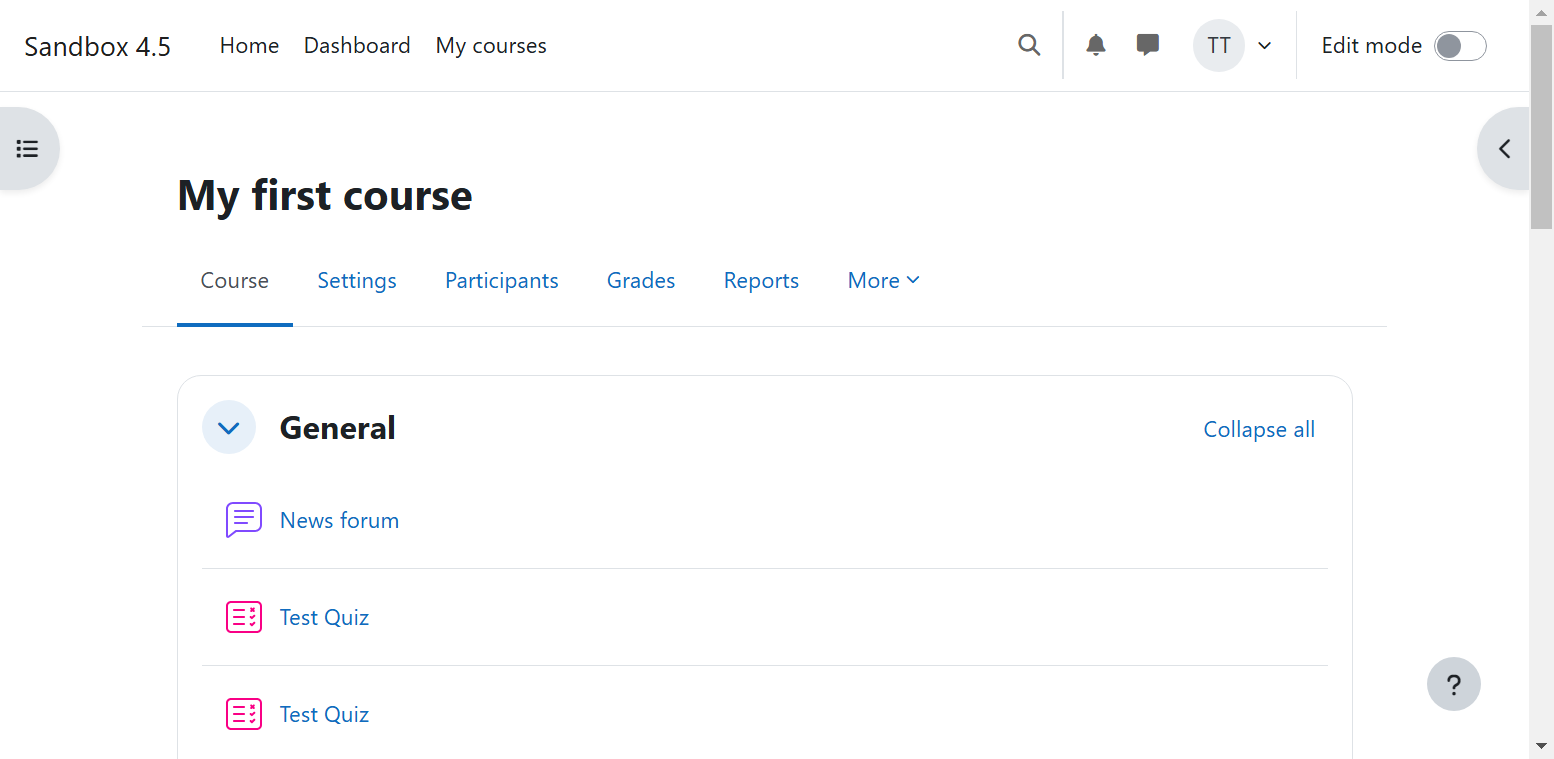 Sandbox 4.5 Home Dashboard My courses TT Edit mode
My first course
Course Settings Participants Grades Reports More
General Collapse all
News forum
Test Quiz
Test Quiz
?